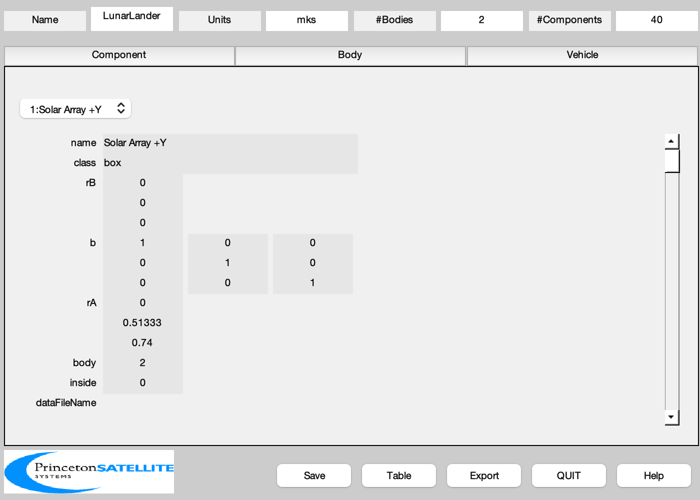 Name LunarLander Units mks #Bodies 2 #Components 40
Component Body Vehicle
1:Solar Array +Y
name Solar Array +Y
class box
rB 0
0
0
b 1 0 0
0 1 0
0 0 1
rA 0
0.51333
0.74
body 2
inside 0
dataFileName
PrincetonSATELLITE
SYSTEMS
Save Table Export QUIT Help